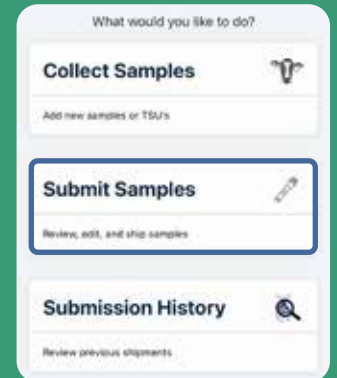 What would you like to do?
Collect Samples
Add new samples or TSU's
Submit Samples
Review, edit, and ship samples
Submission History
Review previous shipments